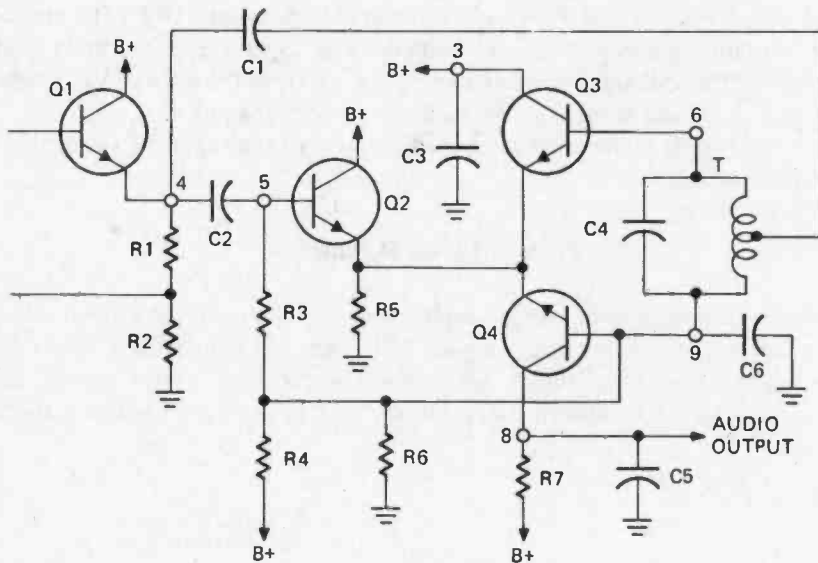 B+
C1
3
B+
Q3
Q1
B+
6
C3
T
4
5
Q2
C2
C4
R1
R3
R5
Q4
R2
9
C6
8
AUDIO
OUTPUT
R4
R6
R7
C5
B+
B+